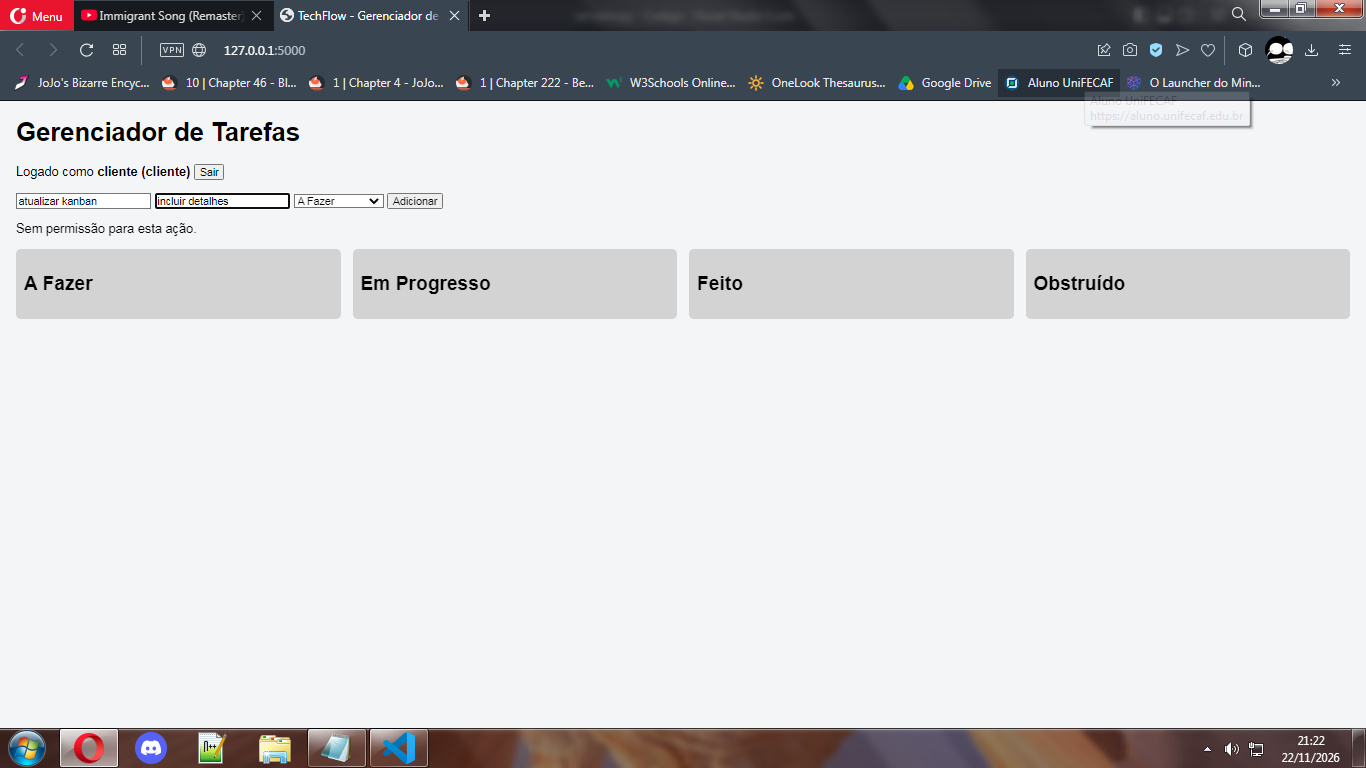 Menu
Immigrant Song (Remaster)
TechFlow - Gerenciador de
VPN
127.0.0.1:5000
JoJo's Bizarre Encyc...
10 | Chapter 46 - Bl...
1 | Chapter 4 - JoJo...
1 | Chapter 222 - Be...
W3Schools Online...
OneLook Thesaurus...
Google Drive
Aluno UniFECAF
O Launcher do Min...
Aluno UniFECAF
https://aluno.unifecaf.edu.br
Gerenciador de Tarefas
Logado como cliente (cliente) Sair
atualizar kanban incluir detalhes A Fazer Adicionar
Sem permissão para esta ação.
A Fazer
Em Progresso
Feito
Obstruído
21:22
22/11/2026